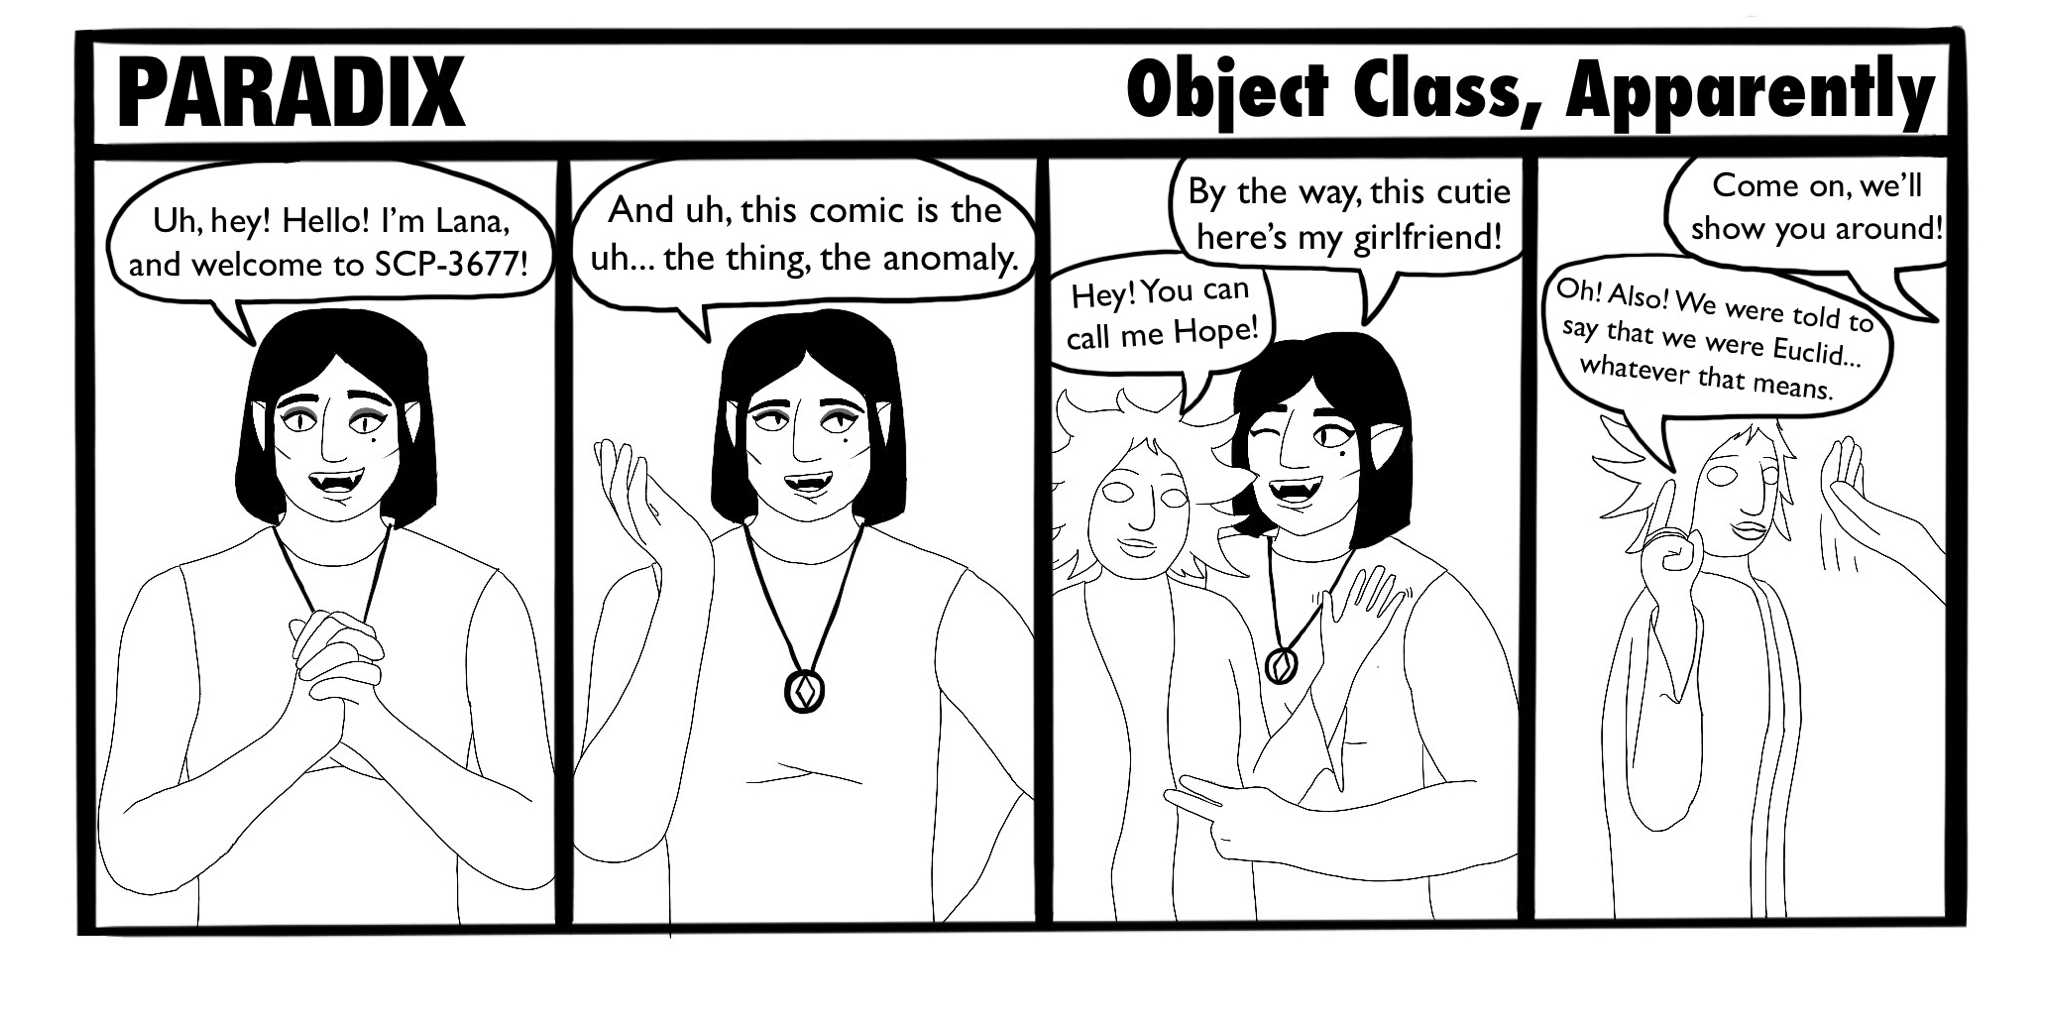 PARADIX
Object Class, Apparently
Uh, hey! Hello! I'm Lana,
and welcome to SCP-3677!
And uh, this comic is the
uh... the thing, the anomaly.
By the way, this cutie
here's my girlfriend!
Hey! You can
call me Hope!
Come on, we'll
show you around!
Oh! Also! We were told to
say that we were Euclid...
whatever that means.